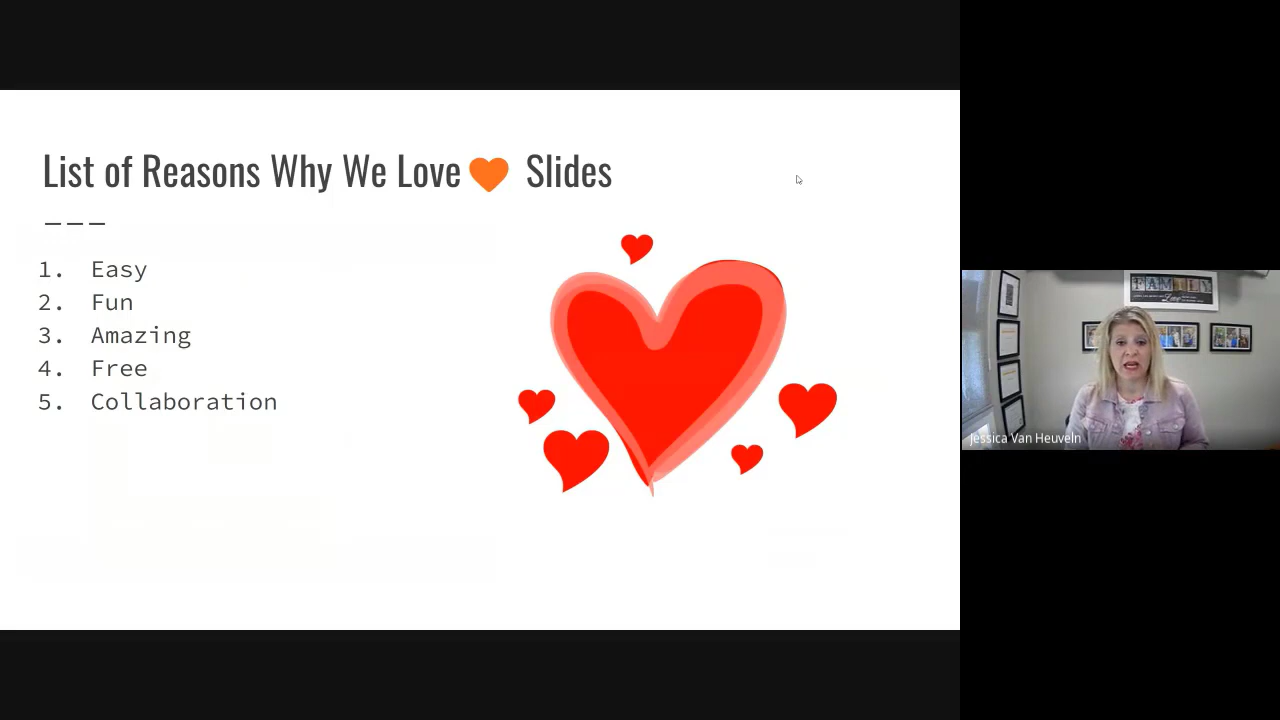 List of Reasons Why We Love 🧡 Slides
1. Easy
2. Fun
3. Amazing
4. Free
5. Collaboration
FAMILY
Jessica Van Heuveln